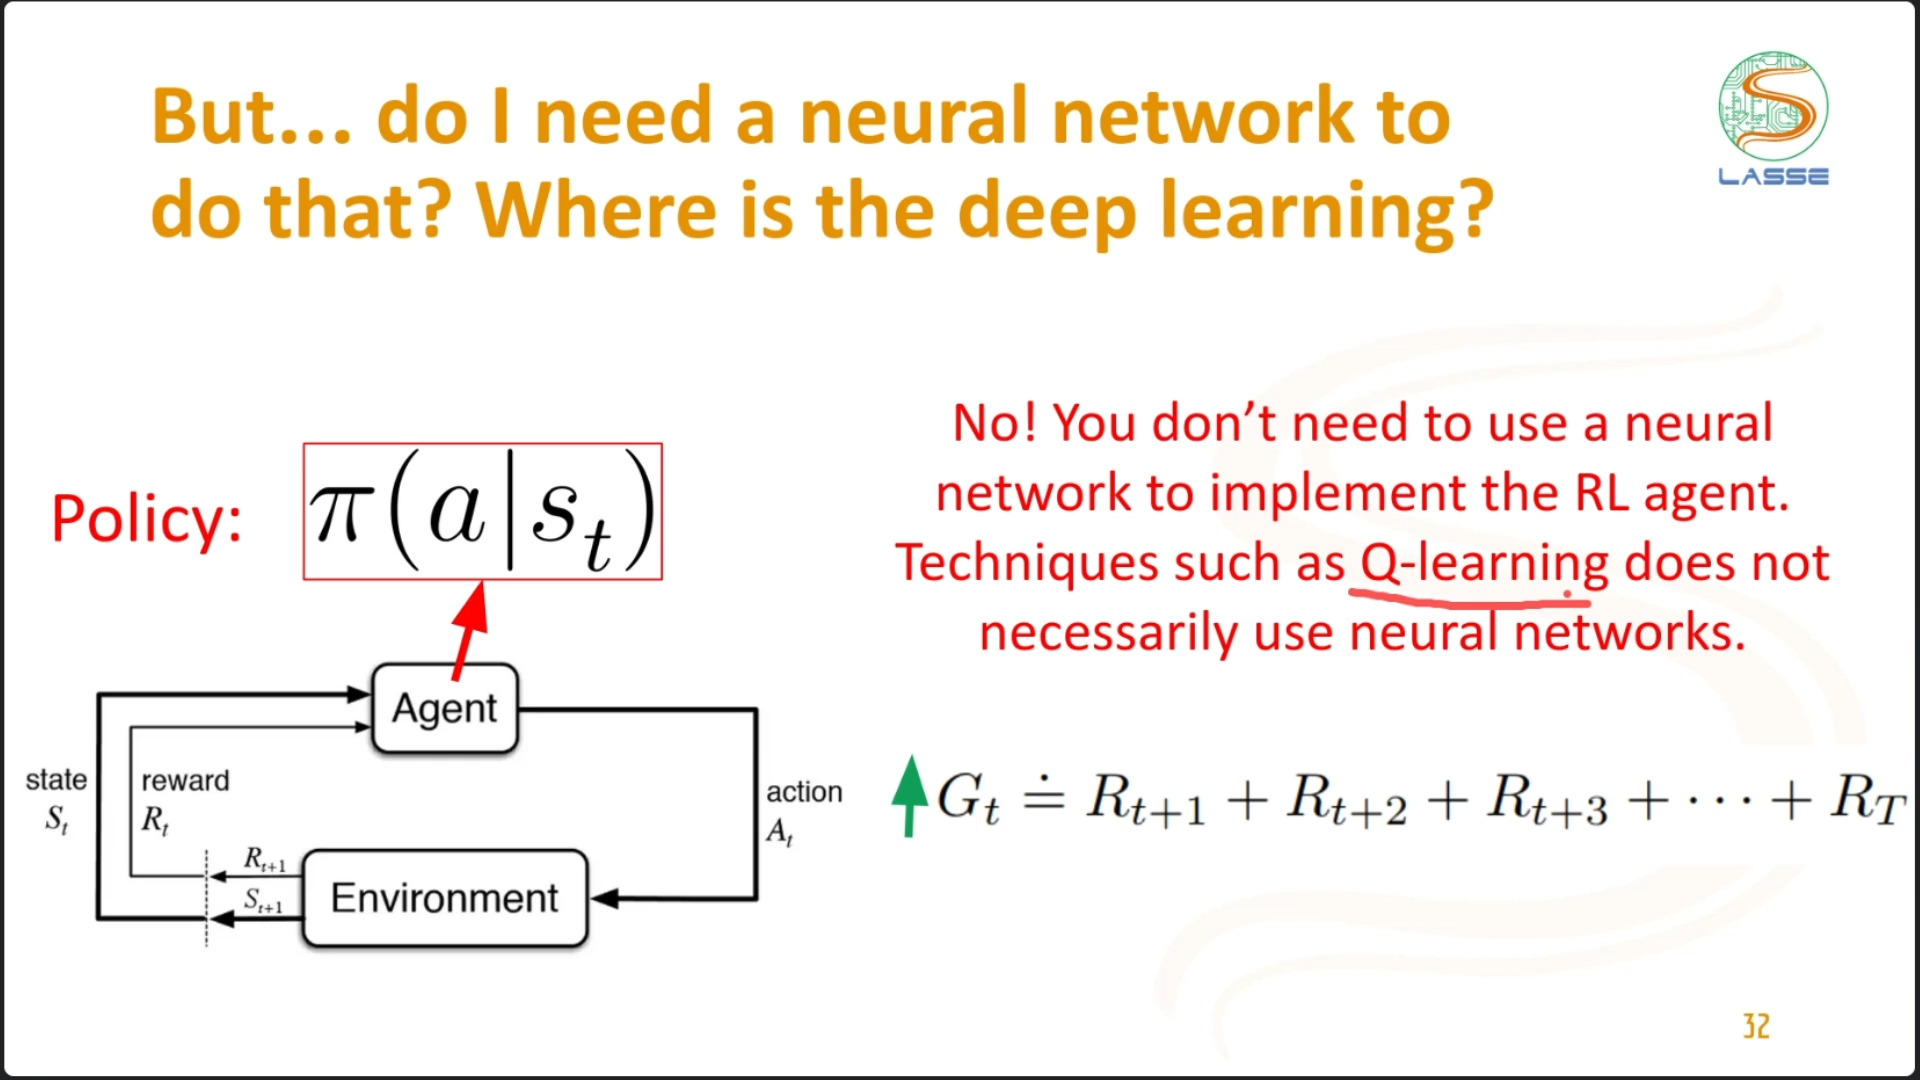 But... do I need a neural network to
do that? Where is the deep learning?
LASSE
No! You don't need to use a neural
network to implement the RL agent.
Techniques such as Q-learning does not
necessarily use neural networks.
Policy: π(a|s_t)
Agent
state
S_t
reward
R_t
action
A_t
R_{t+1}
S_{t+1}
Environment
G_t ≐ R_{t+1} + R_{t+2} + R_{t+3} + ··· + R_T
32